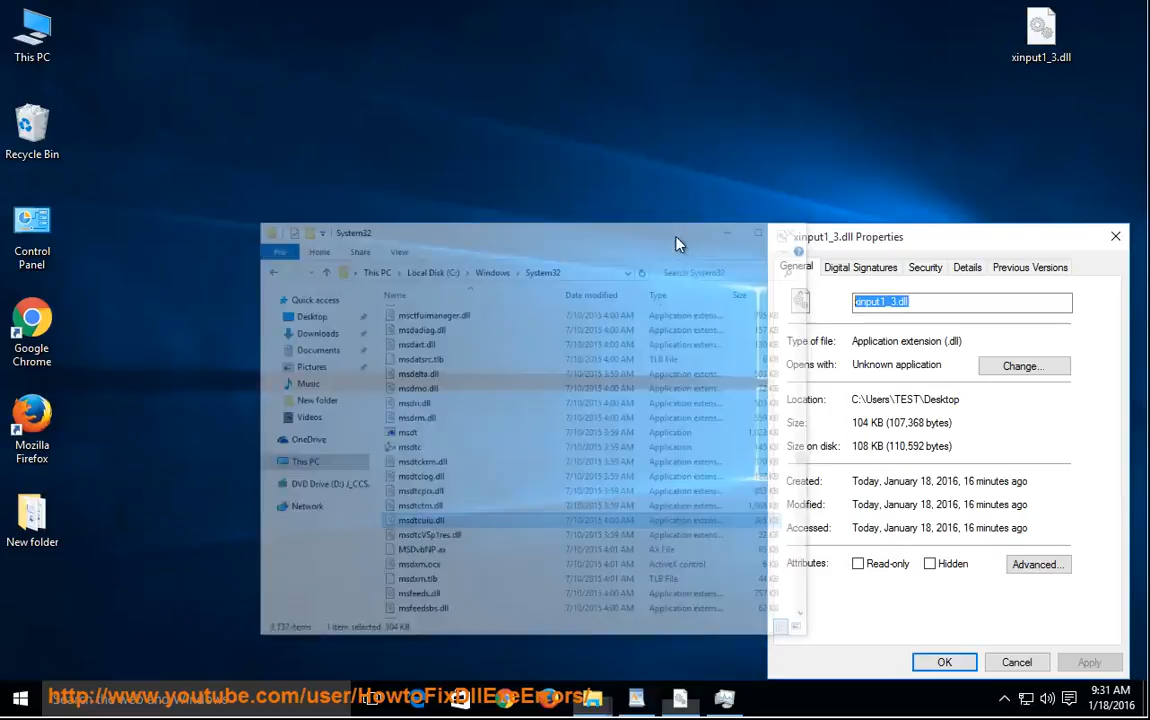 This PC
xinput1_3.dll
Recycle Bin
Control
Panel
Google
Chrome
Mozilla
Firefox
New folder
System32
File
Home
Share
View
This PC > Local Disk (C:) > Windows > System32
Search System32
Name
Date modified
Type
Size
Quick access
Desktop
Downloads
Documents
Pictures
Music
New folder
Videos
OneDrive
This PC
DVD Drive (D:) J_CCS.
Network
msctfuimanager.dll 7/10/2015 4:00 AM Application extens...
msdadiag.dll 7/10/2015 4:00 AM Application extens...
msdart.dll 7/10/2015 4:00 AM Application extens...
msdatsrc.tlb 7/10/2015 4:00 AM TLB File
msdelta.dll 7/10/2015 3:59 AM Application extens...
msdmo.dll 7/10/2015 4:00 AM Application extens...
msdri.dll 7/10/2015 4:00 AM Application extens...
msdrm.dll 7/10/2015 4:00 AM Application extens...
msdt 7/10/2015 3:59 AM Application
msdtc 7/10/2015 3:59 AM Application
msdtckrm.dll 7/10/2015 3:59 AM Application extens...
msdtclog.dll 7/10/2015 3:59 AM Application extens...
msdtcprx.dll 7/10/2015 3:59 AM Application extens...
msdtctm.dll 7/10/2015 3:59 AM Application extens...
msdtcuiu.dll 7/10/2015 4:00 AM Application extens...
msdtcVSp1res.dll 7/10/2015 3:59 AM Application extens...
MSDvbNP.ax 7/10/2015 4:01 AM AX File
msdxm.ocx 7/10/2015 4:00 AM ActiveX control
msdxm.tlb 7/10/2015 4:00 AM TLB File
msfeeds.dll 7/10/2015 4:00 AM Application extens...
msfeedsbs.dll 7/10/2015 4:00 AM Application extens...
1 item selected 304 KB
xinput1_3.dll Properties
General
Digital Signatures
Security
Details
Previous Versions
xinput1_3.dll
Type of file: Application extension (.dll)
Opens with: Unknown application
Change...
Location: C:\Users\TEST\Desktop
Size: 104 KB (107,368 bytes)
Size on disk: 108 KB (110,592 bytes)
Created: Today, January 18, 2016, 16 minutes ago
Modified: Today, January 18, 2016, 16 minutes ago
Accessed: Today, January 18, 2016, 16 minutes ago
Attributes: Read-only Hidden
Advanced...
OK
Cancel
Apply
http://www.youtube.com/user/HowtoFixDllExeErrors/
Search the web and Windows
9:31 AM
1/18/2016